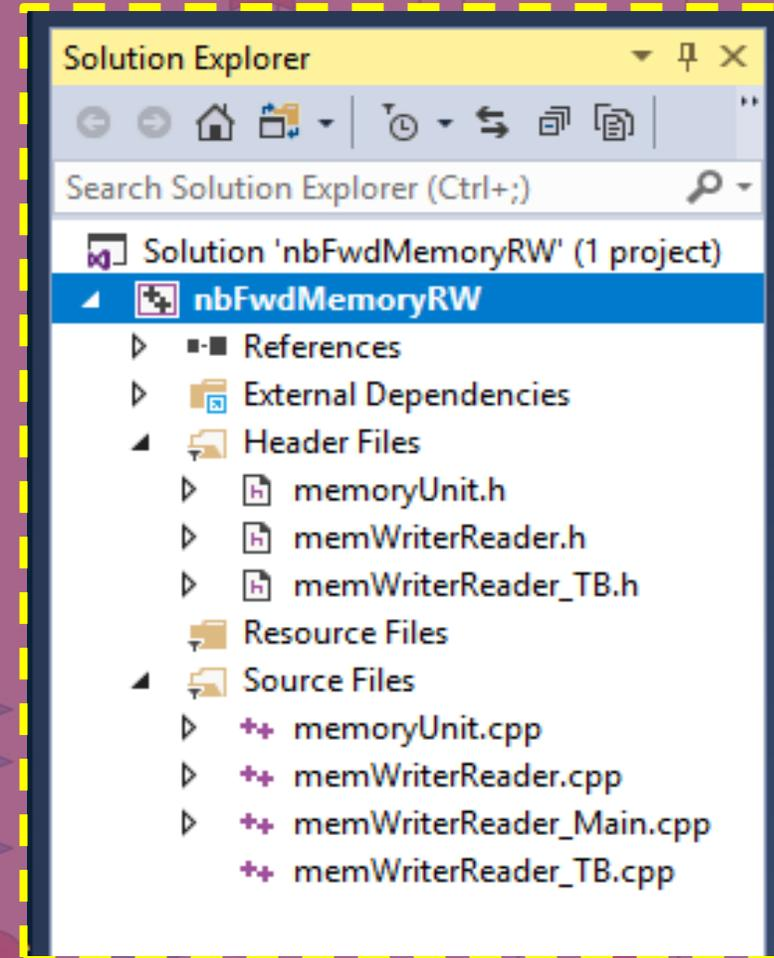 Solution Explorer
Search Solution Explorer (Ctrl+;)
Solution 'nbFwdMemoryRW' (1 project)
nbFwdMemoryRW
References
External Dependencies
Header Files
memoryUnit.h
memWriterReader.h
memWriterReader_TB.h
Resource Files
Source Files
memoryUnit.cpp
memWriterReader.cpp
memWriterReader_Main.cpp
memWriterReader_TB.cpp